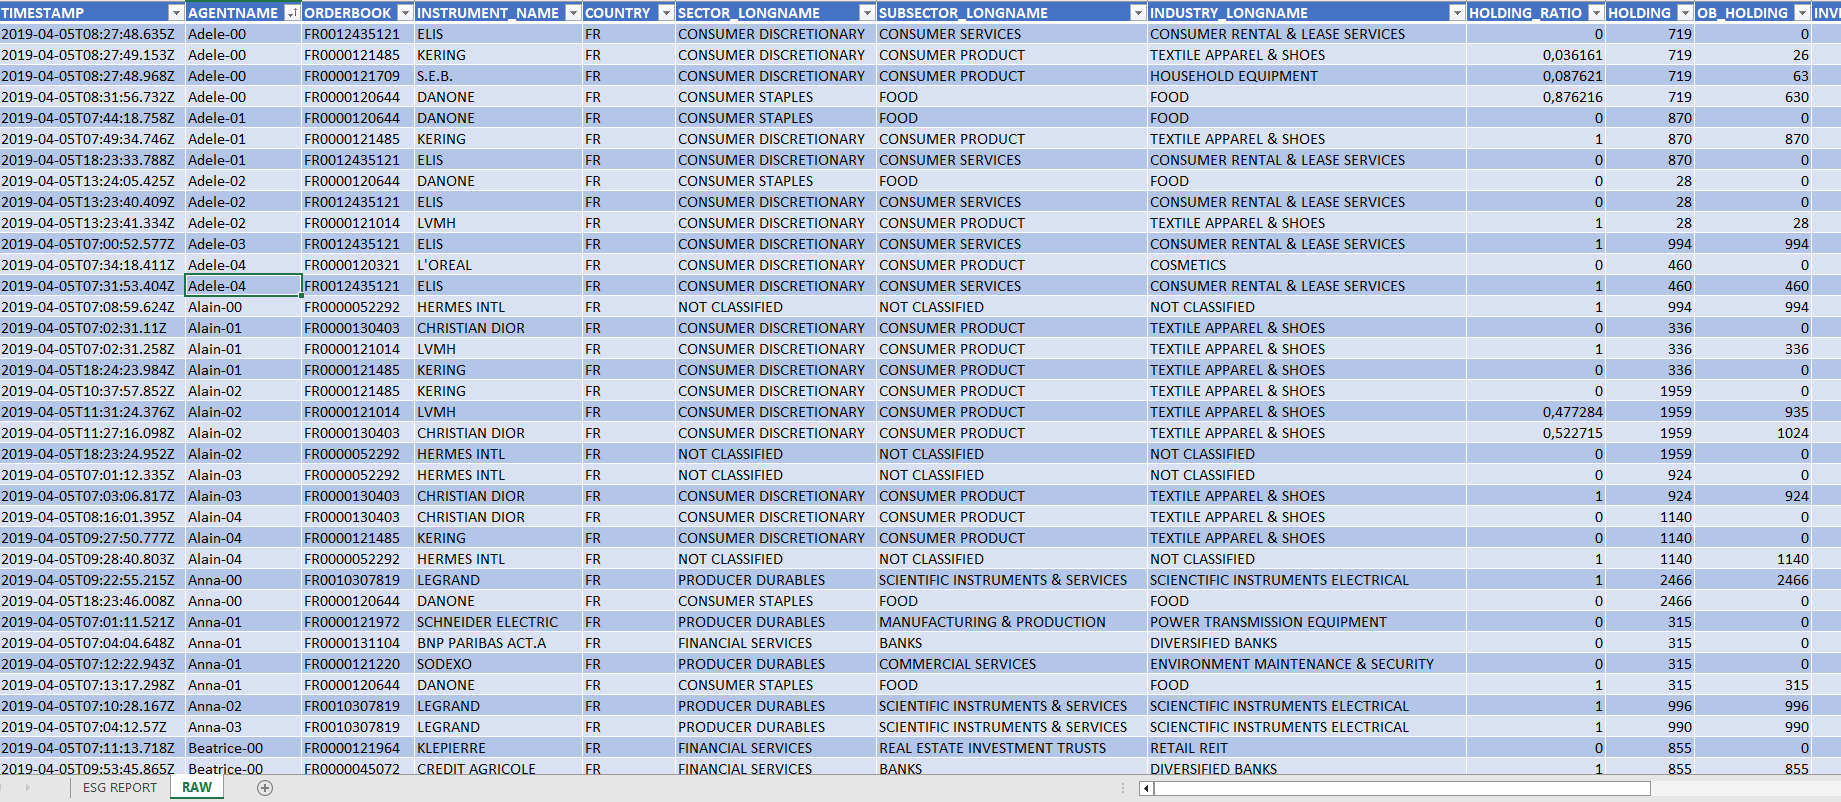 TIMESTAMP AGENTNAME ORDERBOOK INSTRUMENT_NAME COUNTRY SECTOR_LONGNAME SUBSECTOR_LONGNAME INDUSTRY_LONGNAME HOLDING_RATIO HOLDING OB_HOLDING INVI
2019-04-05T08:27:48.635Z Adele-00 FR0012435121 ELIS FR CONSUMER DISCRETIONARY CONSUMER SERVICES CONSUMER RENTAL & LEASE SERVICES 0 719 0
2019-04-05T08:27:49.153Z Adele-00 FR0000121485 KERING FR CONSUMER DISCRETIONARY CONSUMER PRODUCT TEXTILE APPAREL & SHOES 0,036161 719 26
2019-04-05T08:27:48.968Z Adele-00 FR0000121709 S.E.B. FR CONSUMER DISCRETIONARY CONSUMER PRODUCT HOUSEHOLD EQUIPMENT 0,087621 719 63
2019-04-05T08:31:56.732Z Adele-00 FR0000120644 DANONE FR CONSUMER STAPLES FOOD FOOD 0,876216 719 630
2019-04-05T07:44:18.758Z Adele-01 FR0000120644 DANONE FR CONSUMER STAPLES FOOD FOOD 0 870 0
2019-04-05T07:49:34.746Z Adele-01 FR0000121485 KERING FR CONSUMER DISCRETIONARY CONSUMER PRODUCT TEXTILE APPAREL & SHOES 1 870 870
2019-04-05T18:23:33.788Z Adele-01 FR0012435121 ELIS FR CONSUMER DISCRETIONARY CONSUMER SERVICES CONSUMER RENTAL & LEASE SERVICES 0 870 0
2019-04-05T13:24:05.425Z Adele-02 FR0000120644 DANONE FR CONSUMER STAPLES FOOD FOOD 0 28 0
2019-04-05T13:23:40.409Z Adele-02 FR0012435121 ELIS FR CONSUMER DISCRETIONARY CONSUMER SERVICES CONSUMER RENTAL & LEASE SERVICES 0 28 0
2019-04-05T13:23:41.334Z Adele-02 FR0000121014 LVMH FR CONSUMER DISCRETIONARY CONSUMER PRODUCT TEXTILE APPAREL & SHOES 1 28 28
2019-04-05T07:00:52.577Z Adele-03 FR0012435121 ELIS FR CONSUMER DISCRETIONARY CONSUMER SERVICES CONSUMER RENTAL & LEASE SERVICES 1 994 994
2019-04-05T07:34:18.411Z Adele-04 FR0000120321 L'OREAL FR CONSUMER DISCRETIONARY CONSUMER PRODUCT COSMETICS 0 460 0
2019-04-05T07:31:53.404Z Adele-04 FR0012435121 ELIS FR CONSUMER DISCRETIONARY CONSUMER SERVICES CONSUMER RENTAL & LEASE SERVICES 1 460 460
2019-04-05T07:08:59.624Z Alain-00 FR0000052292 HERMES INTL FR NOT CLASSIFIED NOT CLASSIFIED NOT CLASSIFIED 1 994 994
2019-04-05T07:02:31.11Z Alain-01 FR0000130403 CHRISTIAN DIOR FR CONSUMER DISCRETIONARY CONSUMER PRODUCT TEXTILE APPAREL & SHOES 0 336 0
2019-04-05T07:02:31.258Z Alain-01 FR0000121014 LVMH FR CONSUMER DISCRETIONARY CONSUMER PRODUCT TEXTILE APPAREL & SHOES 1 336 336
2019-04-05T18:24:23.984Z Alain-01 FR0000121485 KERING FR CONSUMER DISCRETIONARY CONSUMER PRODUCT TEXTILE APPAREL & SHOES 0 336 0
2019-04-05T10:37:57.852Z Alain-02 FR0000121485 KERING FR CONSUMER DISCRETIONARY CONSUMER PRODUCT TEXTILE APPAREL & SHOES 0 1959 0
2019-04-05T11:31:24.376Z Alain-02 FR0000121014 LVMH FR CONSUMER DISCRETIONARY CONSUMER PRODUCT TEXTILE APPAREL & SHOES 0,477284 1959 935
2019-04-05T11:27:16.098Z Alain-02 FR0000130403 CHRISTIAN DIOR FR CONSUMER DISCRETIONARY CONSUMER PRODUCT TEXTILE APPAREL & SHOES 0,522715 1959 1024
2019-04-05T18:23:24.952Z Alain-02 FR0000052292 HERMES INTL FR NOT CLASSIFIED NOT CLASSIFIED NOT CLASSIFIED 0 1959 0
2019-04-05T07:01:12.335Z Alain-03 FR0000052292 HERMES INTL FR NOT CLASSIFIED NOT CLASSIFIED NOT CLASSIFIED 0 924 0
2019-04-05T07:03:06.817Z Alain-03 FR0000130403 CHRISTIAN DIOR FR CONSUMER DISCRETIONARY CONSUMER PRODUCT TEXTILE APPAREL & SHOES 1 924 924
2019-04-05T08:16:01.395Z Alain-04 FR0000130403 CHRISTIAN DIOR FR CONSUMER DISCRETIONARY CONSUMER PRODUCT TEXTILE APPAREL & SHOES 0 1140 0
2019-04-05T09:27:50.777Z Alain-04 FR0000121485 KERING FR CONSUMER DISCRETIONARY CONSUMER PRODUCT TEXTILE APPAREL & SHOES 0 1140 0
2019-04-05T09:28:40.803Z Alain-04 FR0000052292 HERMES INTL FR NOT CLASSIFIED NOT CLASSIFIED NOT CLASSIFIED 1 1140 1140
2019-04-05T09:22:55.215Z Anna-00 FR0010307819 LEGRAND FR PRODUCER DURABLES SCIENTIFIC INSTRUMENTS & SERVICES SCIENCTIFIC INSTRUMENTS ELECTRICAL 1 2466 2466
2019-04-05T18:23:46.008Z Anna-00 FR0000120644 DANONE FR CONSUMER STAPLES FOOD FOOD 0 2466 0
2019-04-05T07:01:11.521Z Anna-01 FR0000121972 SCHNEIDER ELECTRIC FR PRODUCER DURABLES MANUFACTURING & PRODUCTION POWER TRANSMISSION EQUIPMENT 0 315 0
2019-04-05T07:04:04.648Z Anna-01 FR0000131104 BNP PARIBAS ACT.A FR FINANCIAL SERVICES BANKS DIVERSIFIED BANKS 0 315 0
2019-04-05T07:12:22.943Z Anna-01 FR0000121220 SODEXO FR PRODUCER DURABLES COMMERCIAL SERVICES ENVIRONMENT MAINTENANCE & SECURITY 0 315 0
2019-04-05T07:13:17.298Z Anna-01 FR0000120644 DANONE FR CONSUMER STAPLES FOOD FOOD 1 315 315
2019-04-05T07:10:28.167Z Anna-02 FR0010307819 LEGRAND FR PRODUCER DURABLES SCIENTIFIC INSTRUMENTS & SERVICES SCIENCTIFIC INSTRUMENTS ELECTRICAL 1 996 996
2019-04-05T07:04:12.57Z Anna-03 FR0010307819 LEGRAND FR PRODUCER DURABLES SCIENTIFIC INSTRUMENTS & SERVICES SCIENCTIFIC INSTRUMENTS ELECTRICAL 1 990 990
2019-04-05T07:11:13.718Z Beatrice-00 FR0000121964 KLEPIERRE FR FINANCIAL SERVICES REAL ESTATE INVESTMENT TRUSTS RETAIL REIT 0 855 0
2019-04-05T09:53:45.865Z Beatrice-00 FR0000045072 CREDIT AGRICOLE FR FINANCIAL SERVICES BANKS DIVERSIFIED BANKS 1 855 855
ESG REPORT RAW